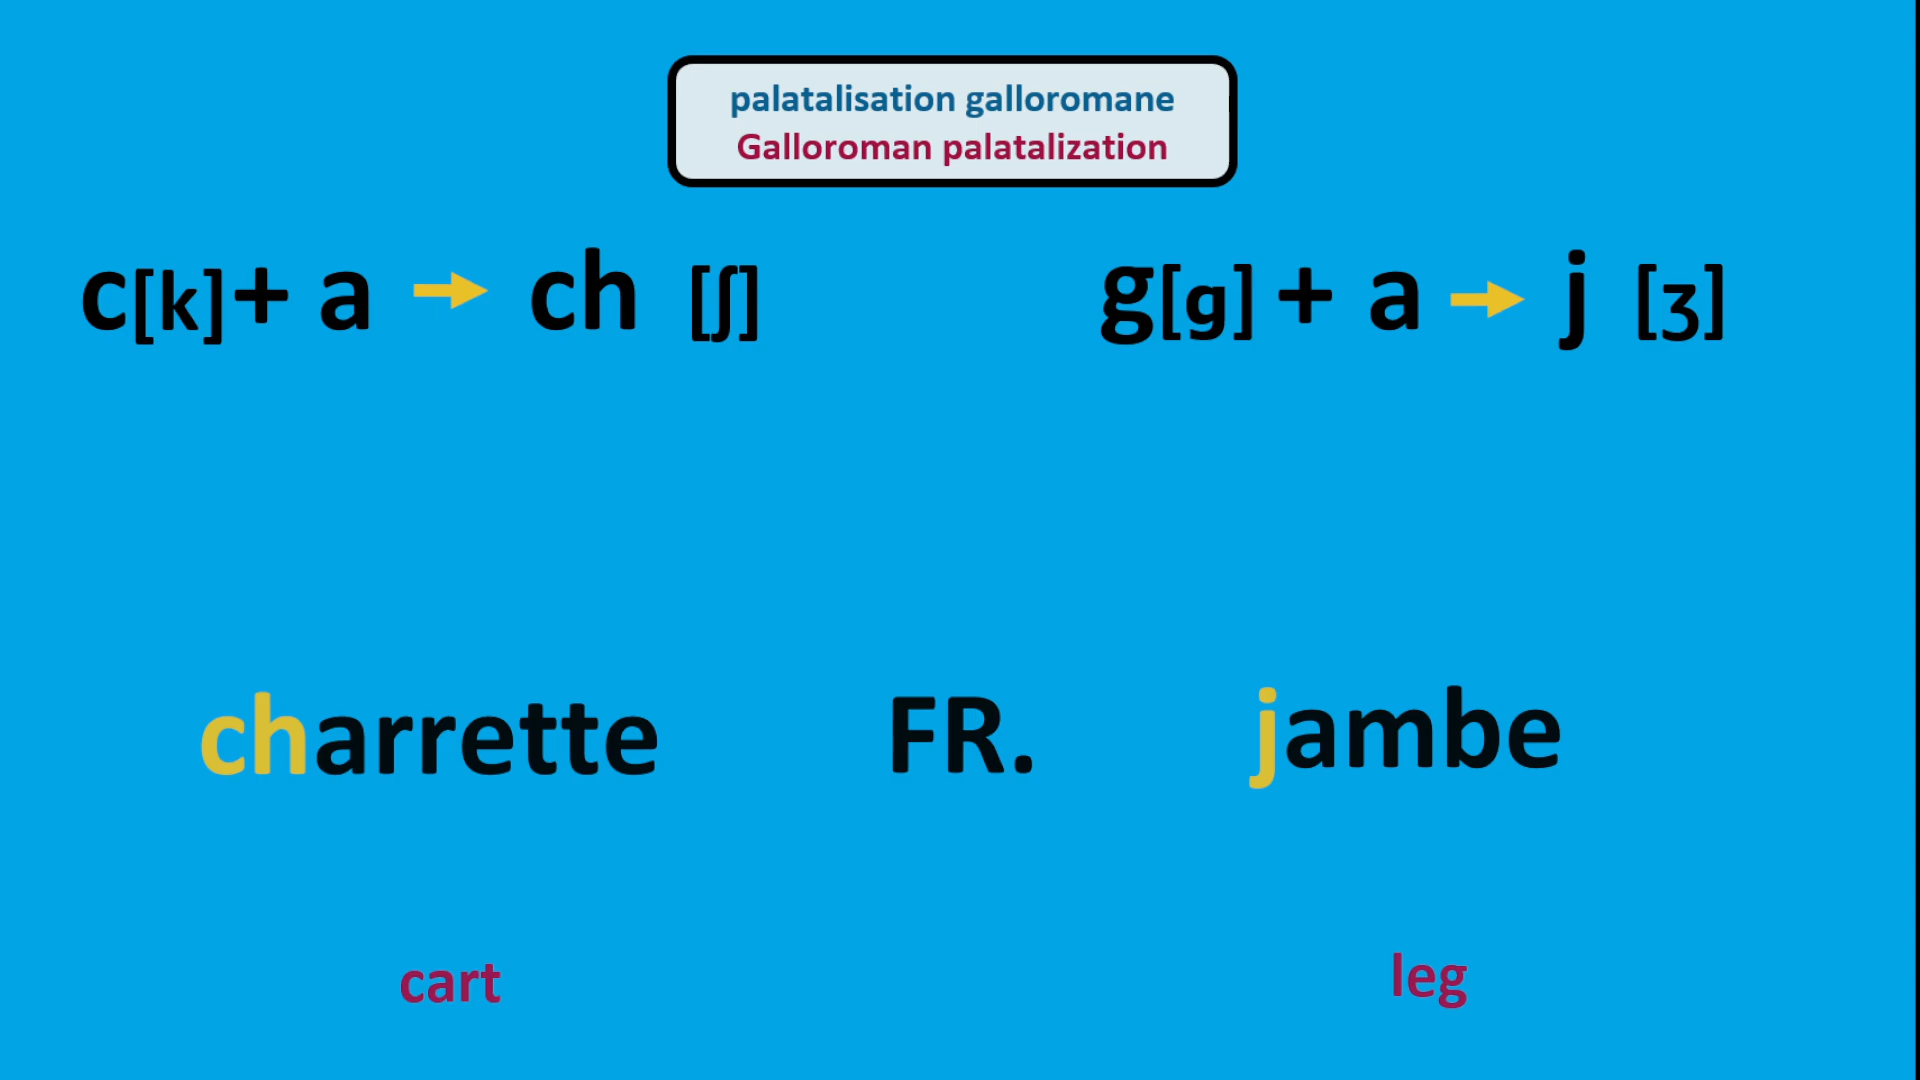 palatalisation galloromane
Galloroman palatalization
c[k]+ a → ch [ʃ]
g[ɡ] + a → j [ʒ]
charrette
FR.
jambe
cart
leg